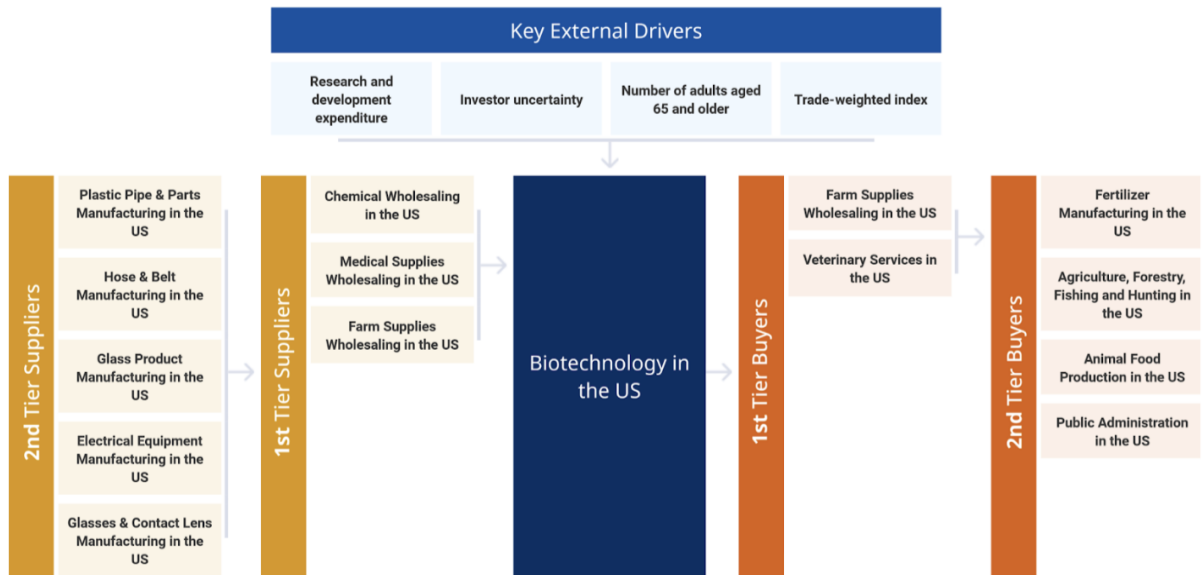 Key External Drivers
Research and
development
expenditure
Investor uncertainty
Number of adults aged
65 and older
Trade-weighted index
2nd Tier Suppliers
Plastic Pipe & Parts
Manufacturing in the
US
Hose & Belt
Manufacturing in the
US
Glass Product
Manufacturing in the
US
Electrical Equipment
Manufacturing in the
US
Glasses & Contact Lens
Manufacturing in the
US
1st Tier Suppliers
Chemical Wholesaling
in the US
Medical Supplies
Wholesaling in the US
Farm Supplies
Wholesaling in the US
Biotechnology in
the US
1st Tier Buyers
Farm Supplies
Wholesaling in the US
Veterinary Services in
the US
2nd Tier Buyers
Fertilizer
Manufacturing in the
US
Agriculture, Forestry,
Fishing and Hunting in
the US
Animal Food
Production in the US
Public Administration
in the US